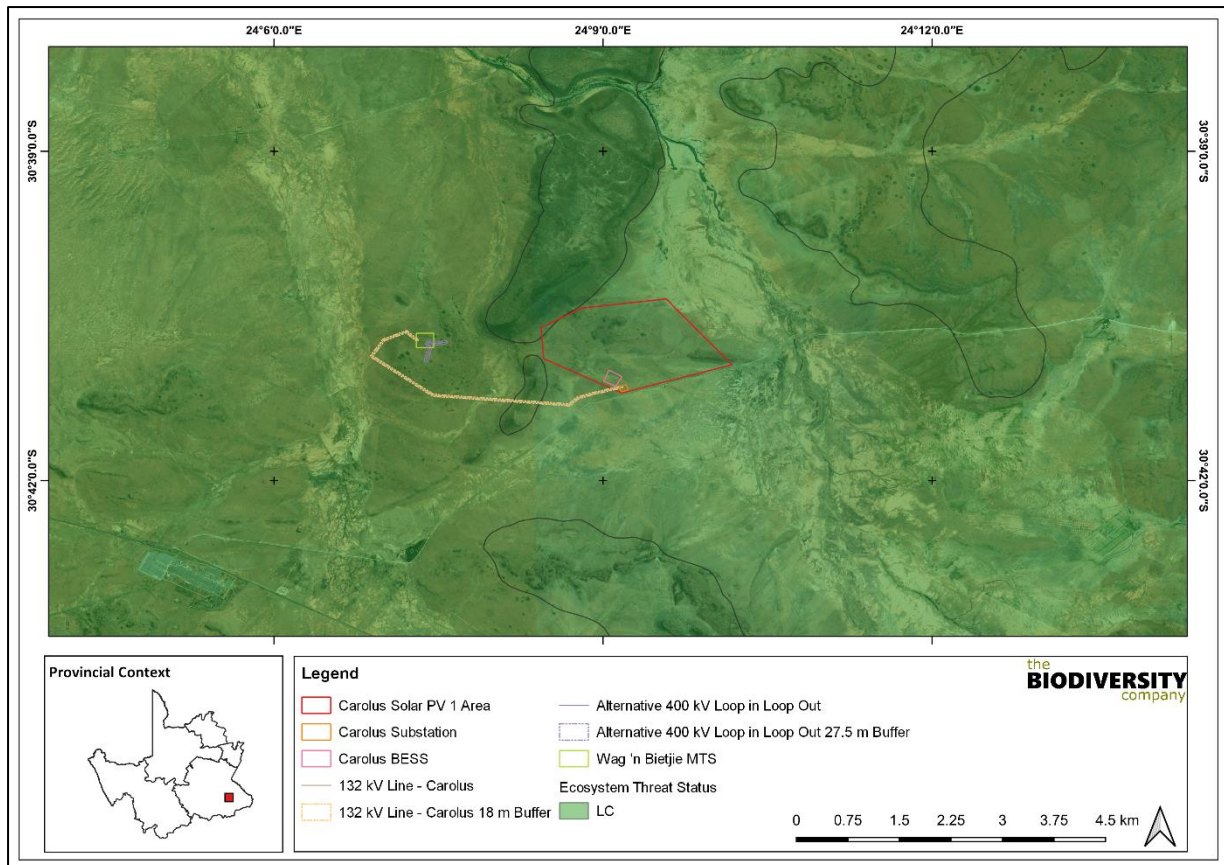 24°6'0.0"E
24°9'0.0"E
24°12'0.0"E
30°39'0.0"S
30°39'0.0"S
30°42'0.0"S
30°42'0.0"S
Provincial Context
Legend
Carolus Solar PV 1 Area
Carolus Substation
Carolus BESS
132 kV Line - Carolus
132 kV Line - Carolus 18 m Buffer
Alternative 400 kV Loop in Loop Out
Alternative 400 kV Loop in Loop Out 27.5 m Buffer
Wag 'n Bietjie MTS
Ecosystem Threat Status
LC
the
BIODIVERSITY
company
0 0.75 1.5 2.25 3 3.75 4.5 km